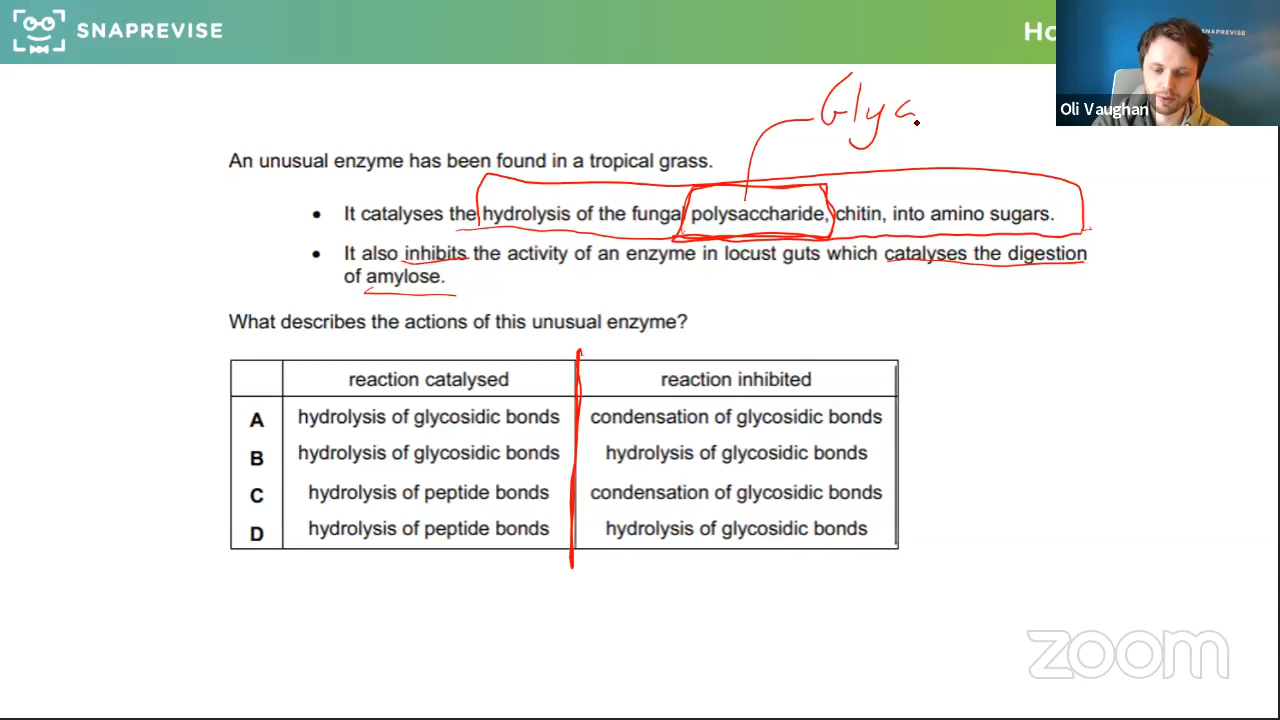 SNAPREVISE
Ho
SNAPREVISE
Oli Vaughan
Glyc
An unusual enzyme has been found in a tropical grass.
• It catalyses the hydrolysis of the fungal polysaccharide, chitin, into amino sugars.
• It also inhibits the activity of an enzyme in locust guts which catalyses the digestion
of amylose.
What describes the actions of this unusual enzyme?
reaction catalysed reaction inhibited
A hydrolysis of glycosidic bonds condensation of glycosidic bonds
B hydrolysis of glycosidic bonds hydrolysis of glycosidic bonds
C hydrolysis of peptide bonds condensation of glycosidic bonds
D hydrolysis of peptide bonds hydrolysis of glycosidic bonds
zoom